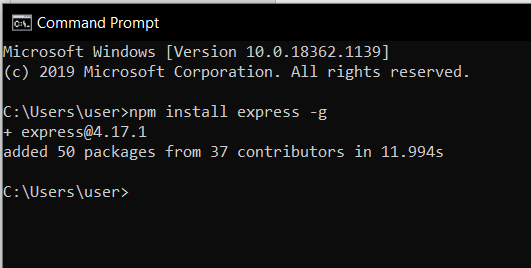 Command Prompt
Microsoft Windows [Version 10.0.18362.1139]
(c) 2019 Microsoft Corporation. All rights reserved.
C:\Users\user>npm install express -g
+ express@4.17.1
added 50 packages from 37 contributors in 11.994s
C:\Users\user>